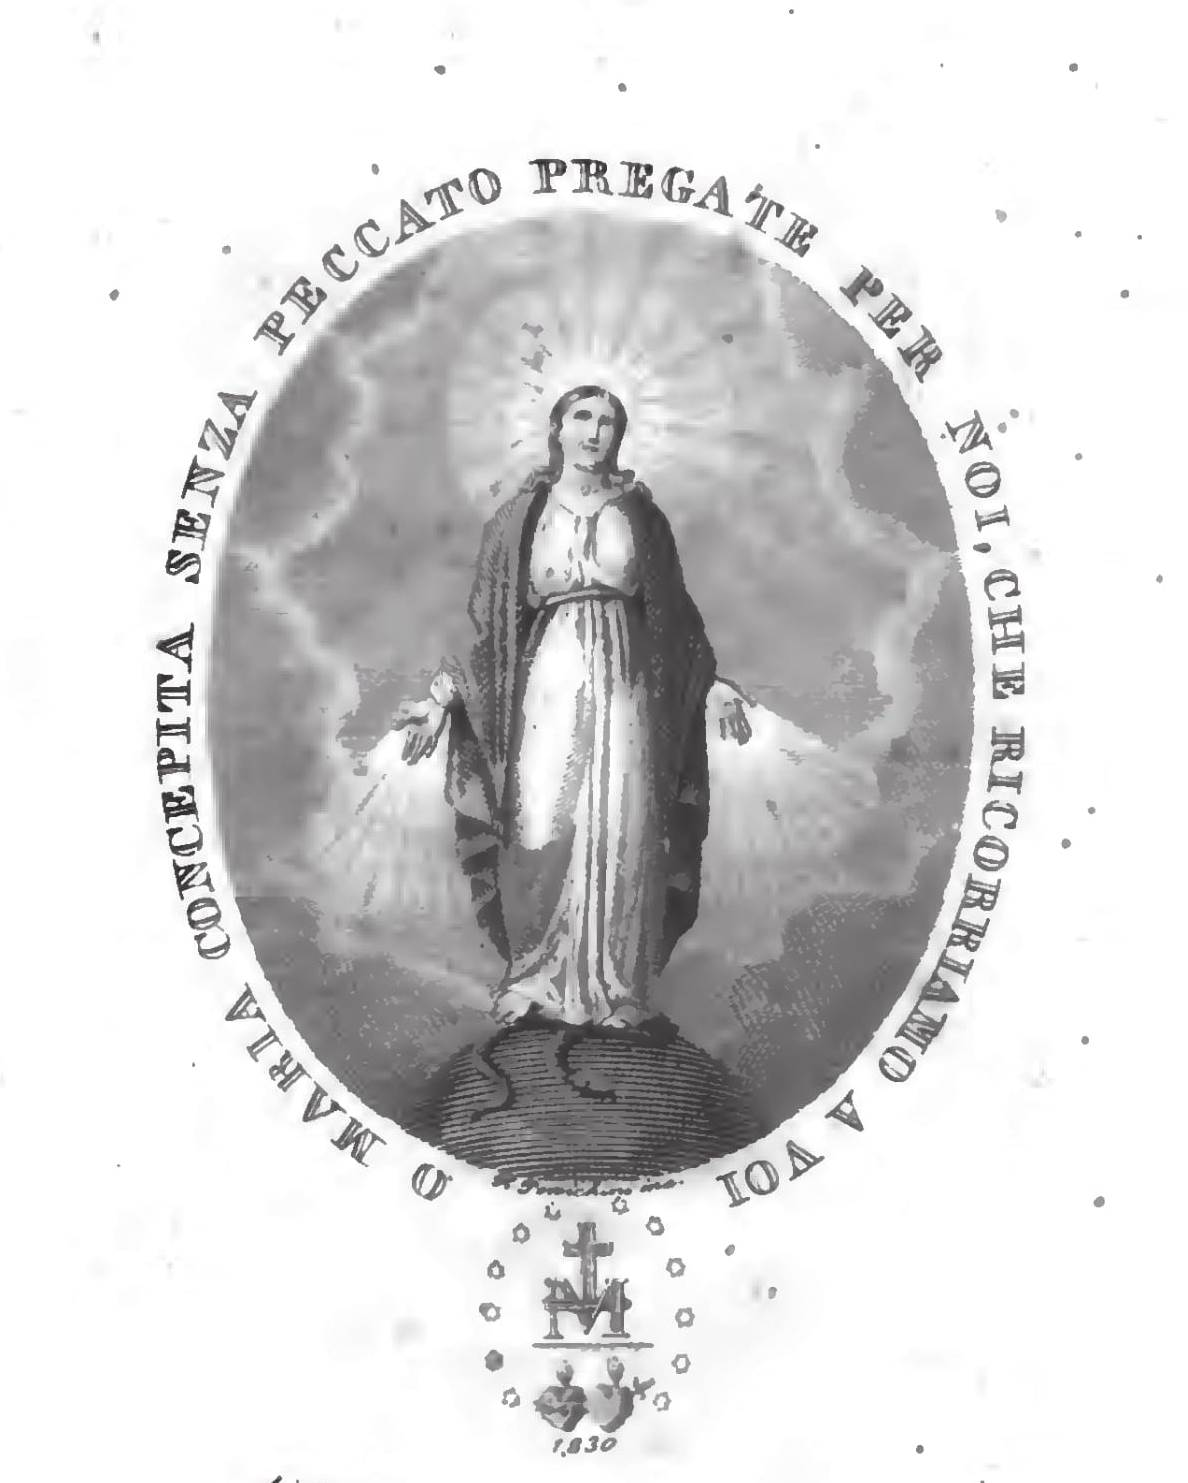 O MARIA CONCEPITA SENZA PECCATO PREGATE PER NOI, CHE RICORRIAMO A VOI
M
1830